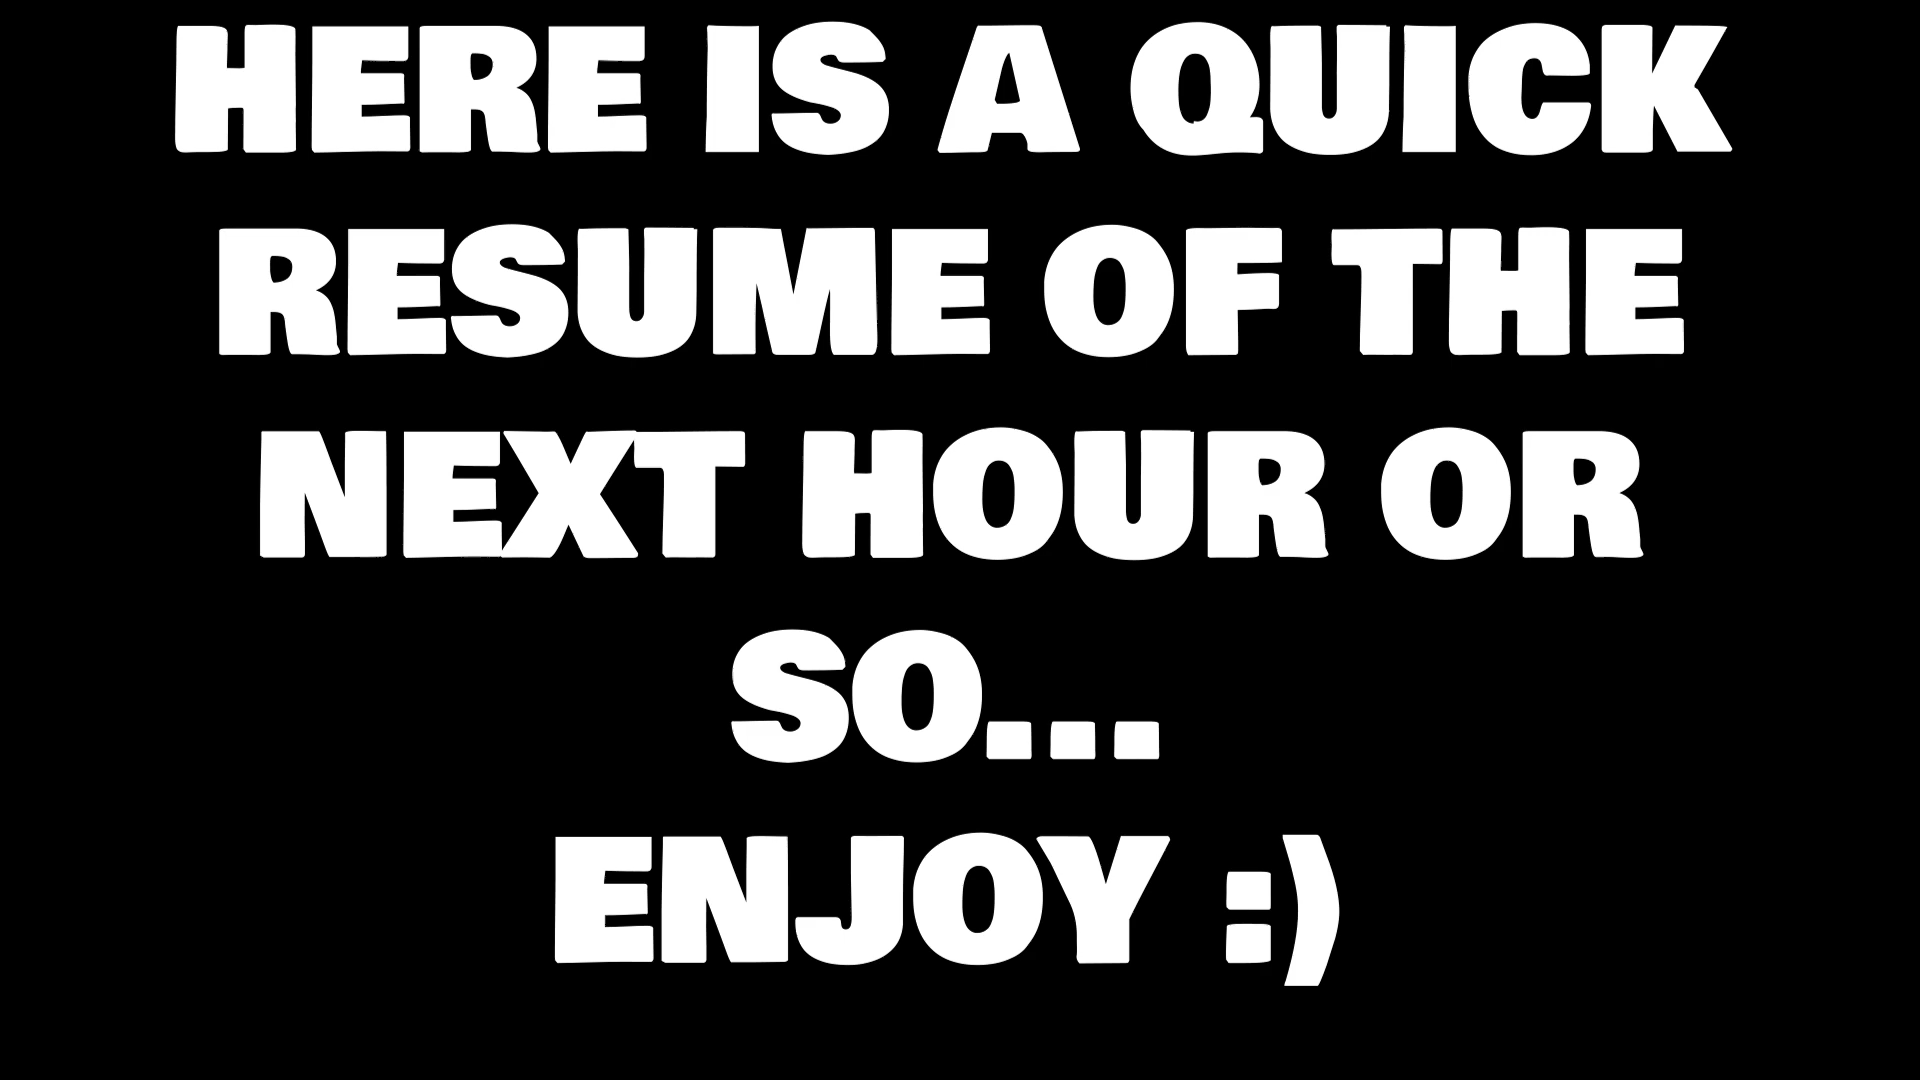 HERE IS A QUICK
RESUME OF THE
NEXT HOUR OR
SO...
ENJOY :)